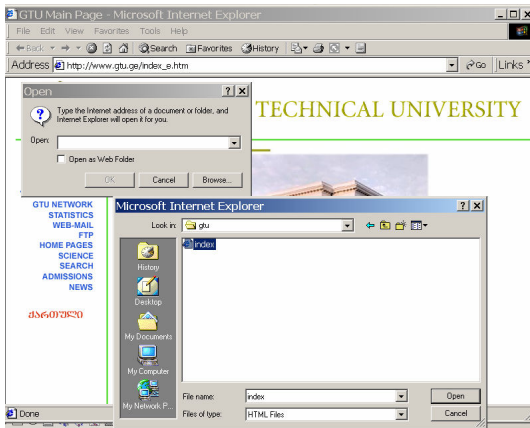 GTU Main Page - Microsoft Internet Explorer
File Edit View Favorites Tools Help
Back Search Favorites History
Address http://www.gtu.ge/index_e.htm Go Links
TECHNICAL UNIVERSITY
Open
Type the Internet address of a document or folder, and
Internet Explorer will open it for you.
Open:
Open as Web Folder
OK Cancel Browse...
GTU NETWORK
STATISTICS
WEB-MAIL
FTP
HOME PAGES
SCIENCE
SEARCH
ADMISSIONS
NEWS
ქართული
Microsoft Internet Explorer
Look in: gtu
index
History
Desktop
My Documents
My Computer
My Network P...
File name: index Open
Files of type: HTML Files Cancel
Done